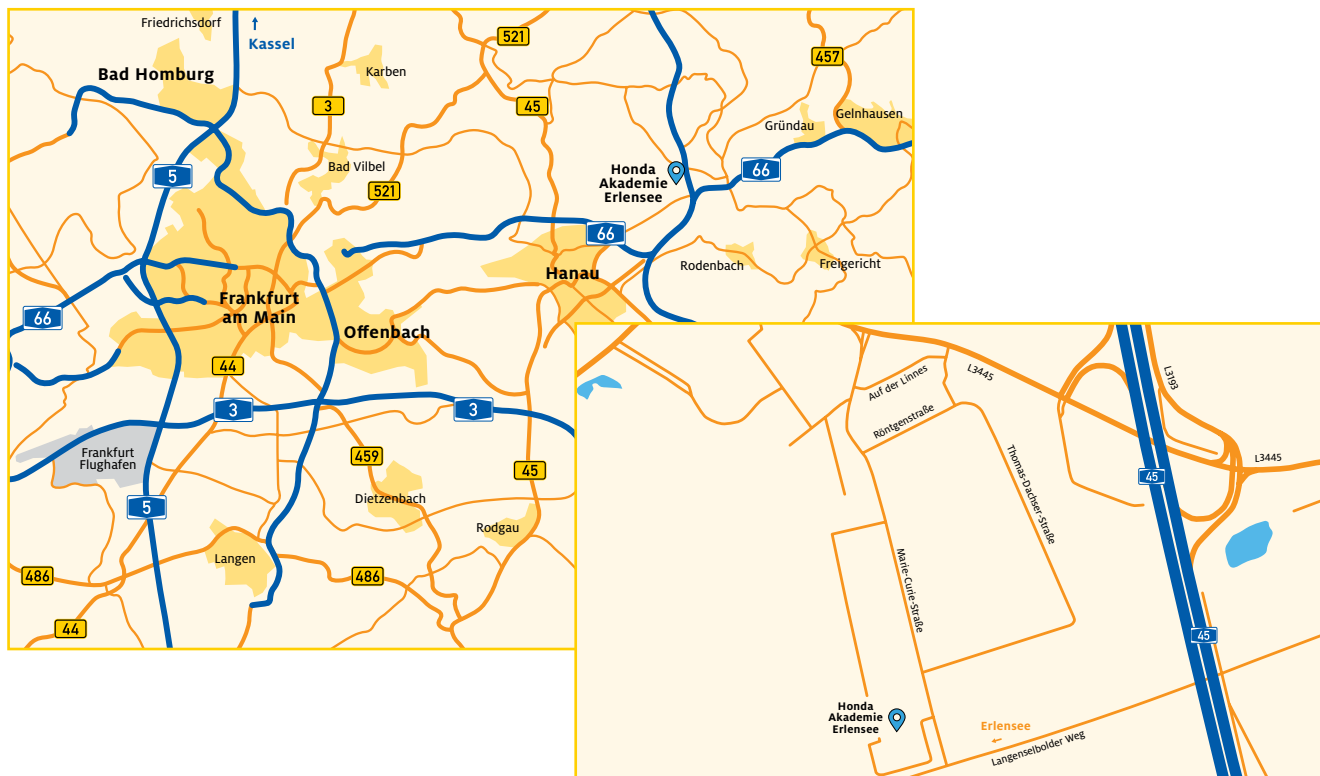 Friedrichsdorf
Kassel
521
457
Bad Homburg
Karben
3
45
Gelnhausen
Gründau
Bad Vilbel
5
521
Honda
Akademie
Erlensee
66
66
Hanau
Rodenbach
Freigericht
66
Frankfurt
am Main
Offenbach
44
3
3
Frankfurt
Flughafen
459
45
5
Dietzenbach
Rodgau
Langen
486
486
44
Auf der Linnes
L3445
L3193
Röntgenstraße
Thomas-Dachser-Straße
L3445
45
Marie-Curie-Straße
45
Honda
Akademie
Erlensee
Erlensee
Langenselbolder Weg